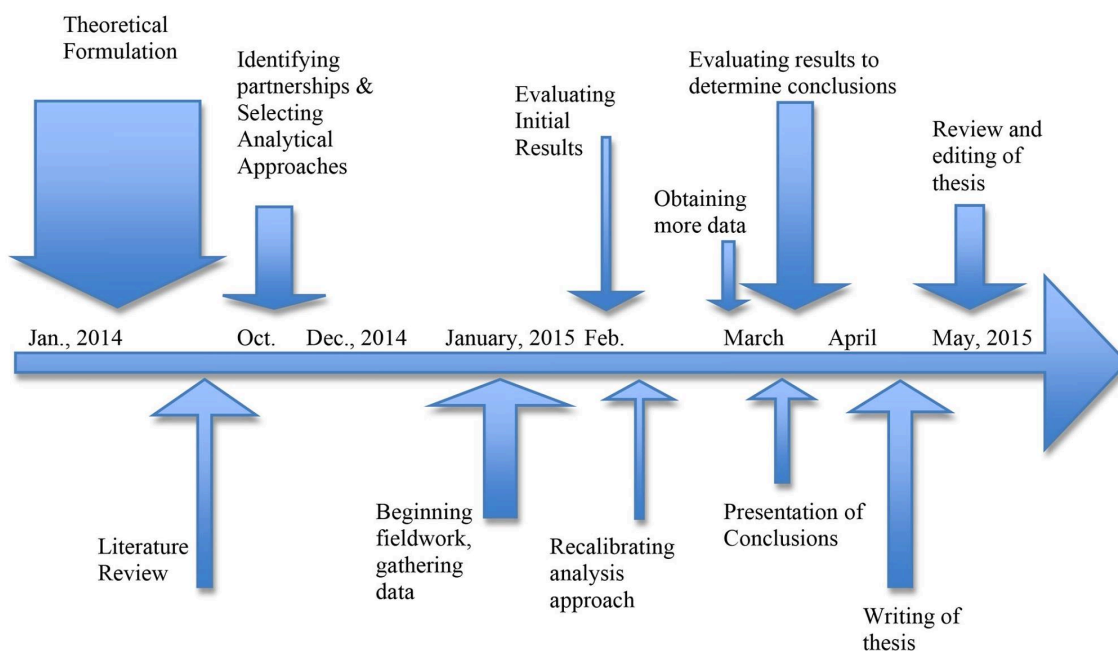 Theoretical
Formulation
Identifying
partnerships &
Selecting
Analytical
Approaches
Evaluating
Initial
Results
Obtaining
more data
Evaluating results to
determine conclusions
Review and
editing of
thesis
Jan., 2014
Oct.
Dec., 2014
January, 2015
Feb.
March
April
May, 2015
Literature
Review
Beginning
fieldwork,
gathering
data
Recalibrating
analysis
approach
Presentation of
Conclusions
Writing of
thesis